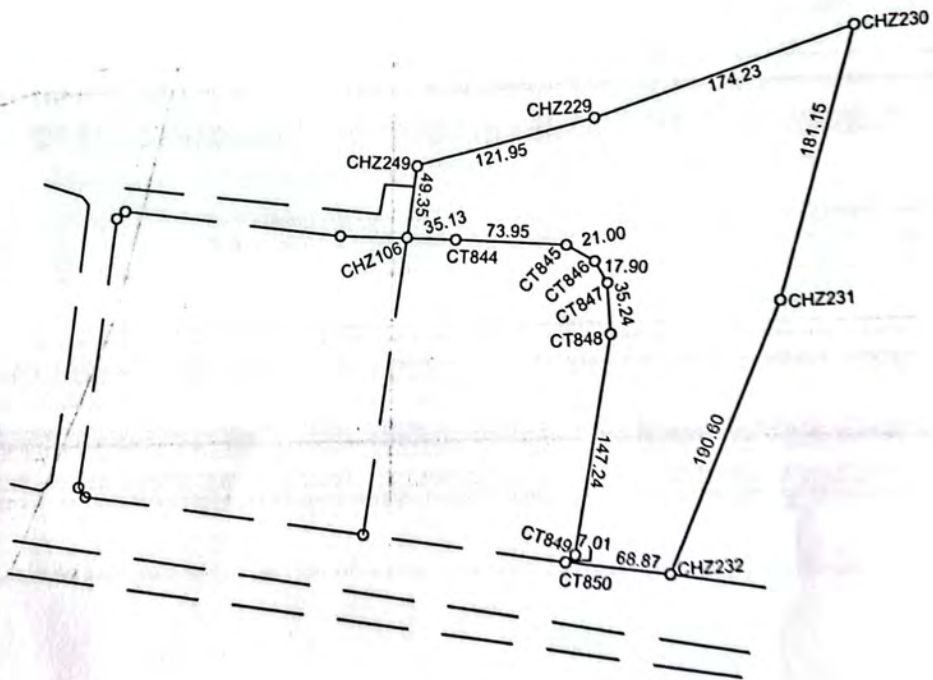 CHZ230
174.23
CHZ229
181.15
121.95
CHZ249
49.35
35.13
73.95
21.00
CHZ106
CT844
CT845
CT846
17.90
CT847
35.24
CHZ231
CT848
190.60
147.24
CT849
7.01
68.87
CHZ232
CT850